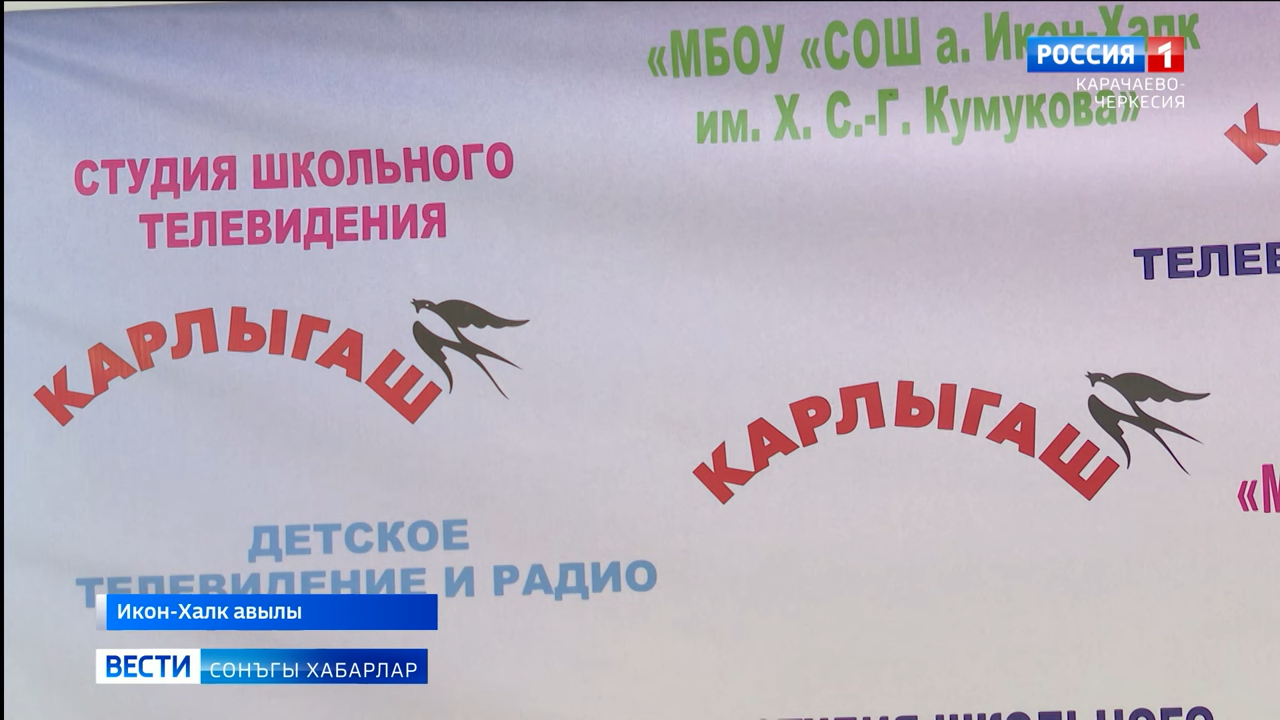 «МБОУ «СОШ а. Икон-Халк
им. Х. С.-Г. Кумукова»
РОССИЯ 1
КАРАЧАЕВО-
ЧЕРКЕСИЯ
СТУДИЯ ШКОЛЬНОГО
ТЕЛЕВИДЕНИЯ
КАРЛЫГАШ
КАРЛЫГАШ
ДЕТСКОЕ
ТЕЛЕВИДЕНИЕ И РАДИО
Икон-Халк авылы
ВЕСТИ СОНЪГЫ ХАБАРЛАР